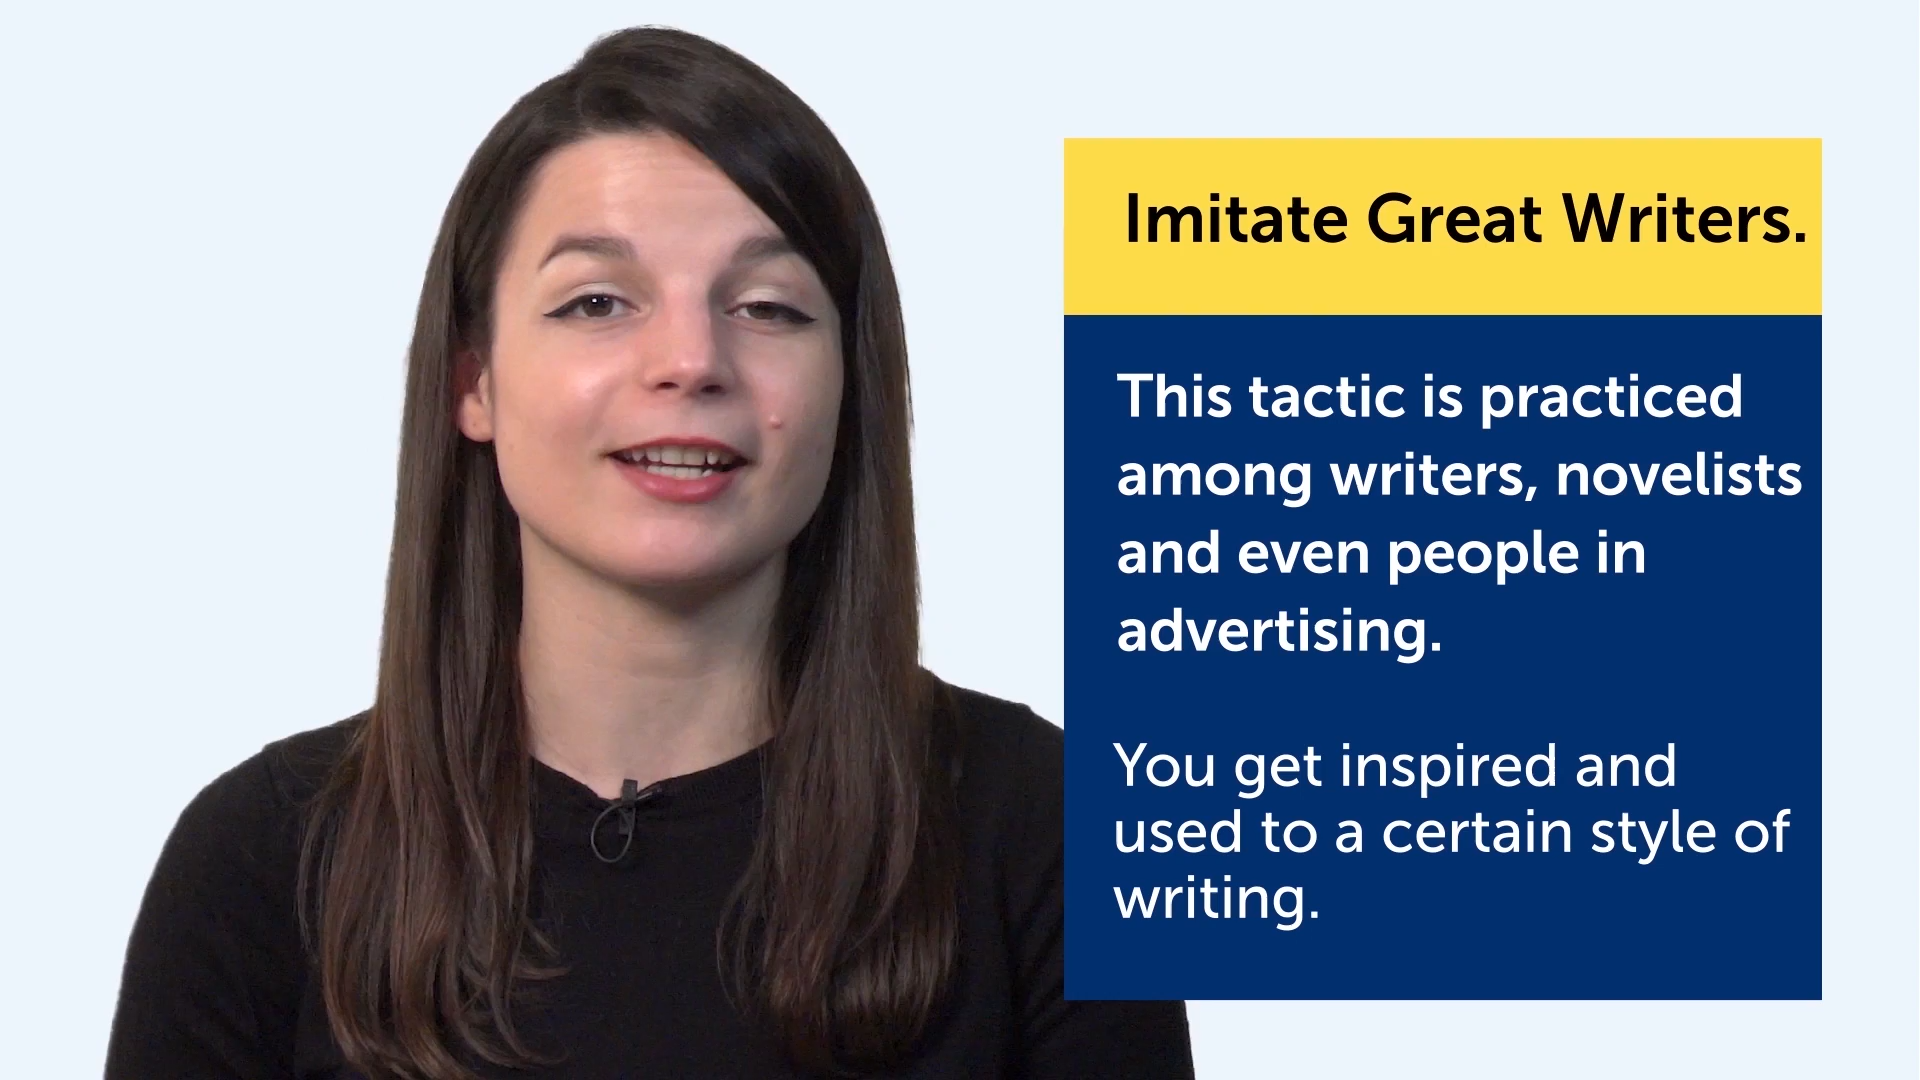 Imitate Great Writers.
This tactic is practiced
among writers, novelists
and even people in
advertising.
You get inspired and
used to a certain style of
writing.